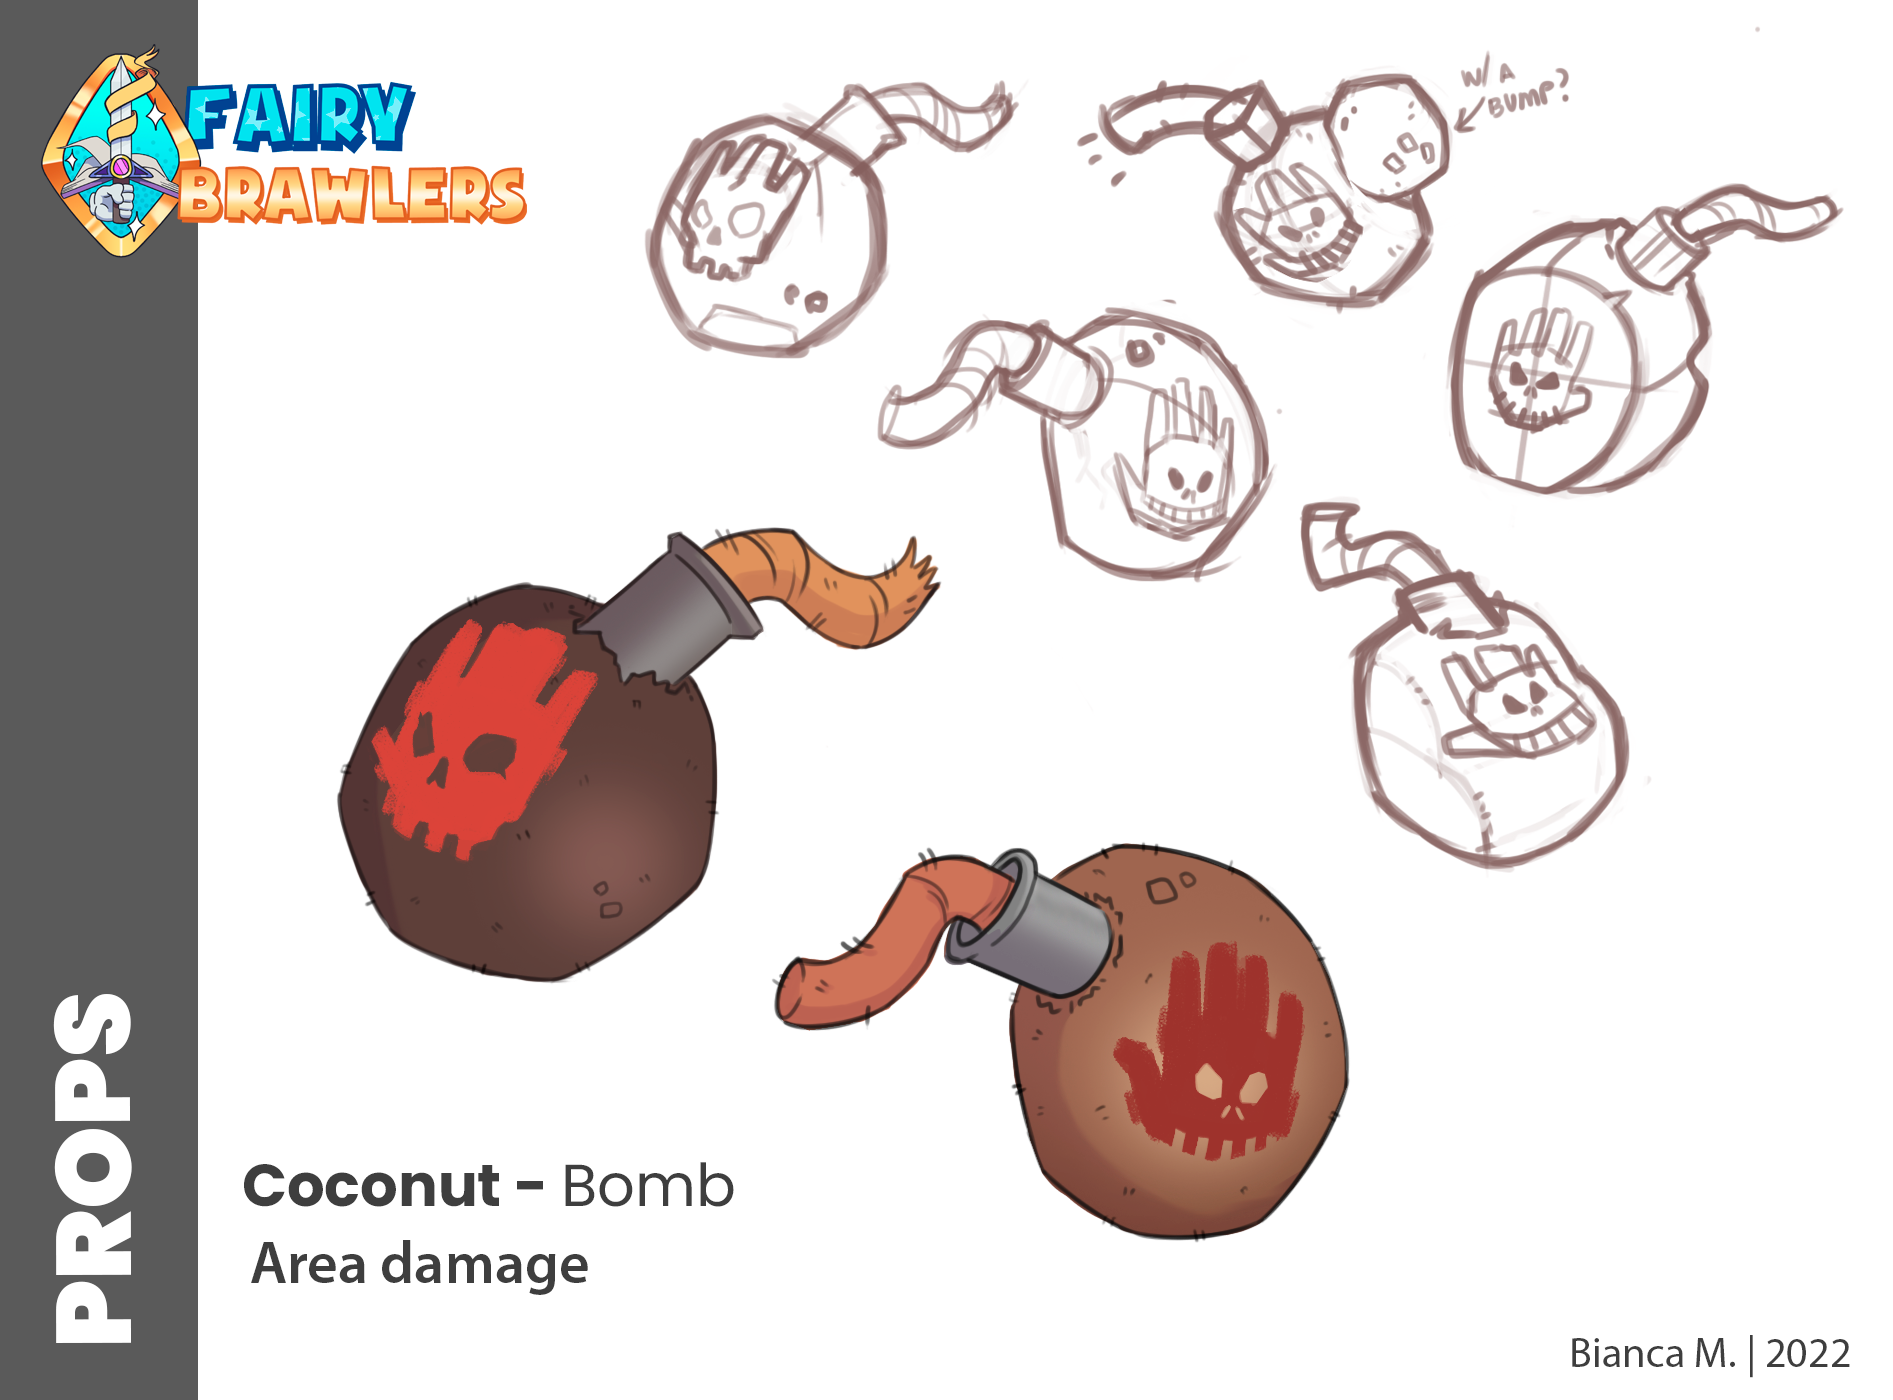 FAIRY
BRAWLERS
W/ A
BUMP?
PROPS
Coconut - Bomb
Area damage
Bianca M. | 2022